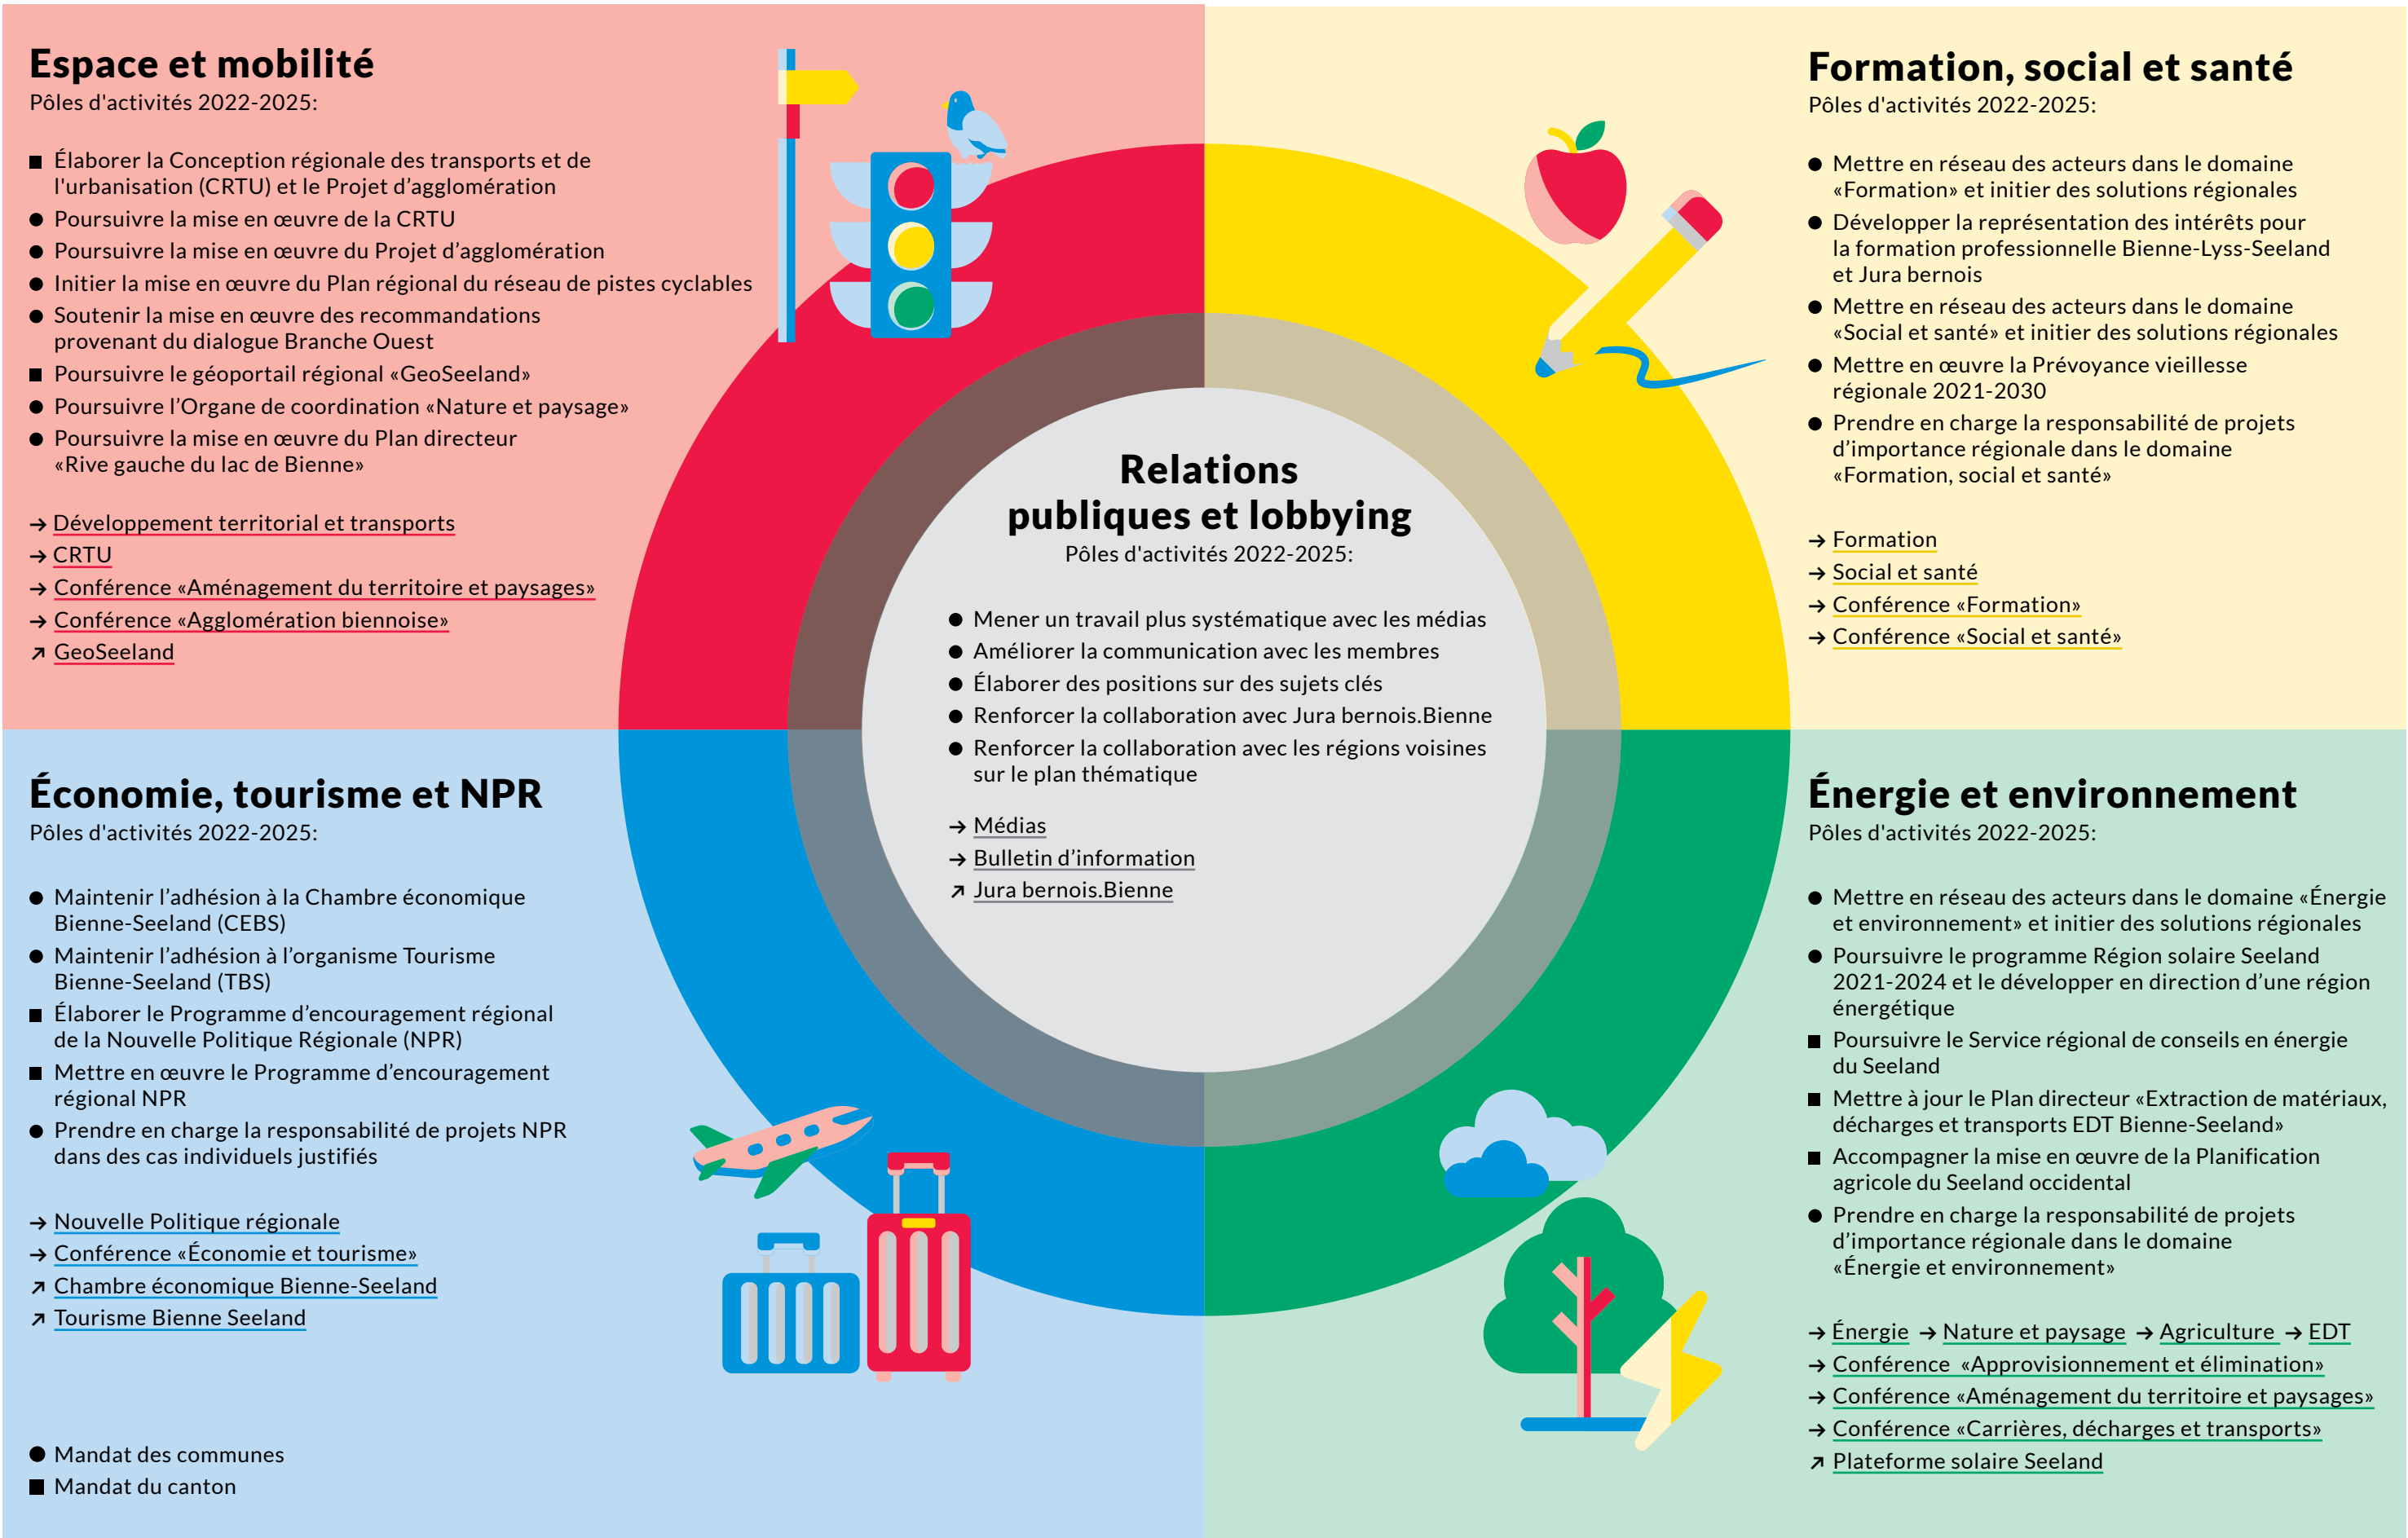 Espace et mobilité
Pôles d'activités 2022-2025:
■ Élaborer la Conception régionale des transports et de
l'urbanisation (CRTU) et le Projet d’agglomération
● Poursuivre la mise en œuvre de la CRTU
● Poursuivre la mise en œuvre du Projet d’agglomération
● Initier la mise en œuvre du Plan régional du réseau de pistes cyclables
● Soutenir la mise en œuvre des recommandations
provenant du dialogue Branche Ouest
■ Poursuivre le géoportail régional «GeoSeeland»
● Poursuivre l’Organe de coordination «Nature et paysage»
● Poursuivre la mise en œuvre du Plan directeur
«Rive gauche du lac de Bienne»
→ Développement territorial et transports
→ CRTU
→ Conférence «Aménagement du territoire et paysages»
→ Conférence «Agglomération biennoise»
↗ GeoSeeland
Formation, social et santé
Pôles d'activités 2022-2025:
● Mettre en réseau des acteurs dans le domaine
«Formation» et initier des solutions régionales
● Développer la représentation des intérêts pour
la formation professionnelle Bienne-Lyss-Seeland
et Jura bernois
● Mettre en réseau des acteurs dans le domaine
«Social et santé» et initier des solutions régionales
● Mettre en œuvre la Prévoyance vieillesse
régionale 2021-2030
● Prendre en charge la responsabilité de projets
d’importance régionale dans le domaine
«Formation, social et santé»
→ Formation
→ Social et santé
→ Conférence «Formation»
→ Conférence «Social et santé»
Relations
publiques et lobbying
Pôles d'activités 2022-2025:
● Mener un travail plus systématique avec les médias
● Améliorer la communication avec les membres
● Élaborer des positions sur des sujets clés
● Renforcer la collaboration avec Jura bernois.Bienne
● Renforcer la collaboration avec les régions voisines
sur le plan thématique
→ Médias
→ Bulletin d’information
↗ Jura bernois.Bienne
Économie, tourisme et NPR
Pôles d'activités 2022-2025:
● Maintenir l’adhésion à la Chambre économique
Bienne-Seeland (CEBS)
● Maintenir l’adhésion à l’organisme Tourisme
Bienne-Seeland (TBS)
■ Élaborer le Programme d’encouragement régional
de la Nouvelle Politique Régionale (NPR)
■ Mettre en œuvre le Programme d’encouragement
régional NPR
● Prendre en charge la responsabilité de projets NPR
dans des cas individuels justifiés
→ Nouvelle Politique régionale
→ Conférence «Économie et tourisme»
↗ Chambre économique Bienne-Seeland
↗ Tourisme Bienne Seeland
● Mandat des communes
■ Mandat du canton
Énergie et environnement
Pôles d'activités 2022-2025:
● Mettre en réseau des acteurs dans le domaine «Énergie
et environnement» et initier des solutions régionales
● Poursuivre le programme Région solaire Seeland
2021-2024 et le développer en direction d’une région
énergétique
■ Poursuivre le Service régional de conseils en énergie
du Seeland
■ Mettre à jour le Plan directeur «Extraction de matériaux,
décharges et transports EDT Bienne-Seeland»
■ Accompagner la mise en œuvre de la Planification
agricole du Seeland occidental
● Prendre en charge la responsabilité de projets
d’importance régionale dans le domaine
«Énergie et environnement»
→ Énergie → Nature et paysage → Agriculture → EDT
→ Conférence «Approvisionnement et élimination»
→ Conférence «Aménagement du territoire et paysages»
→ Conférence «Carrières, décharges et transports»
↗ Plateforme solaire Seeland